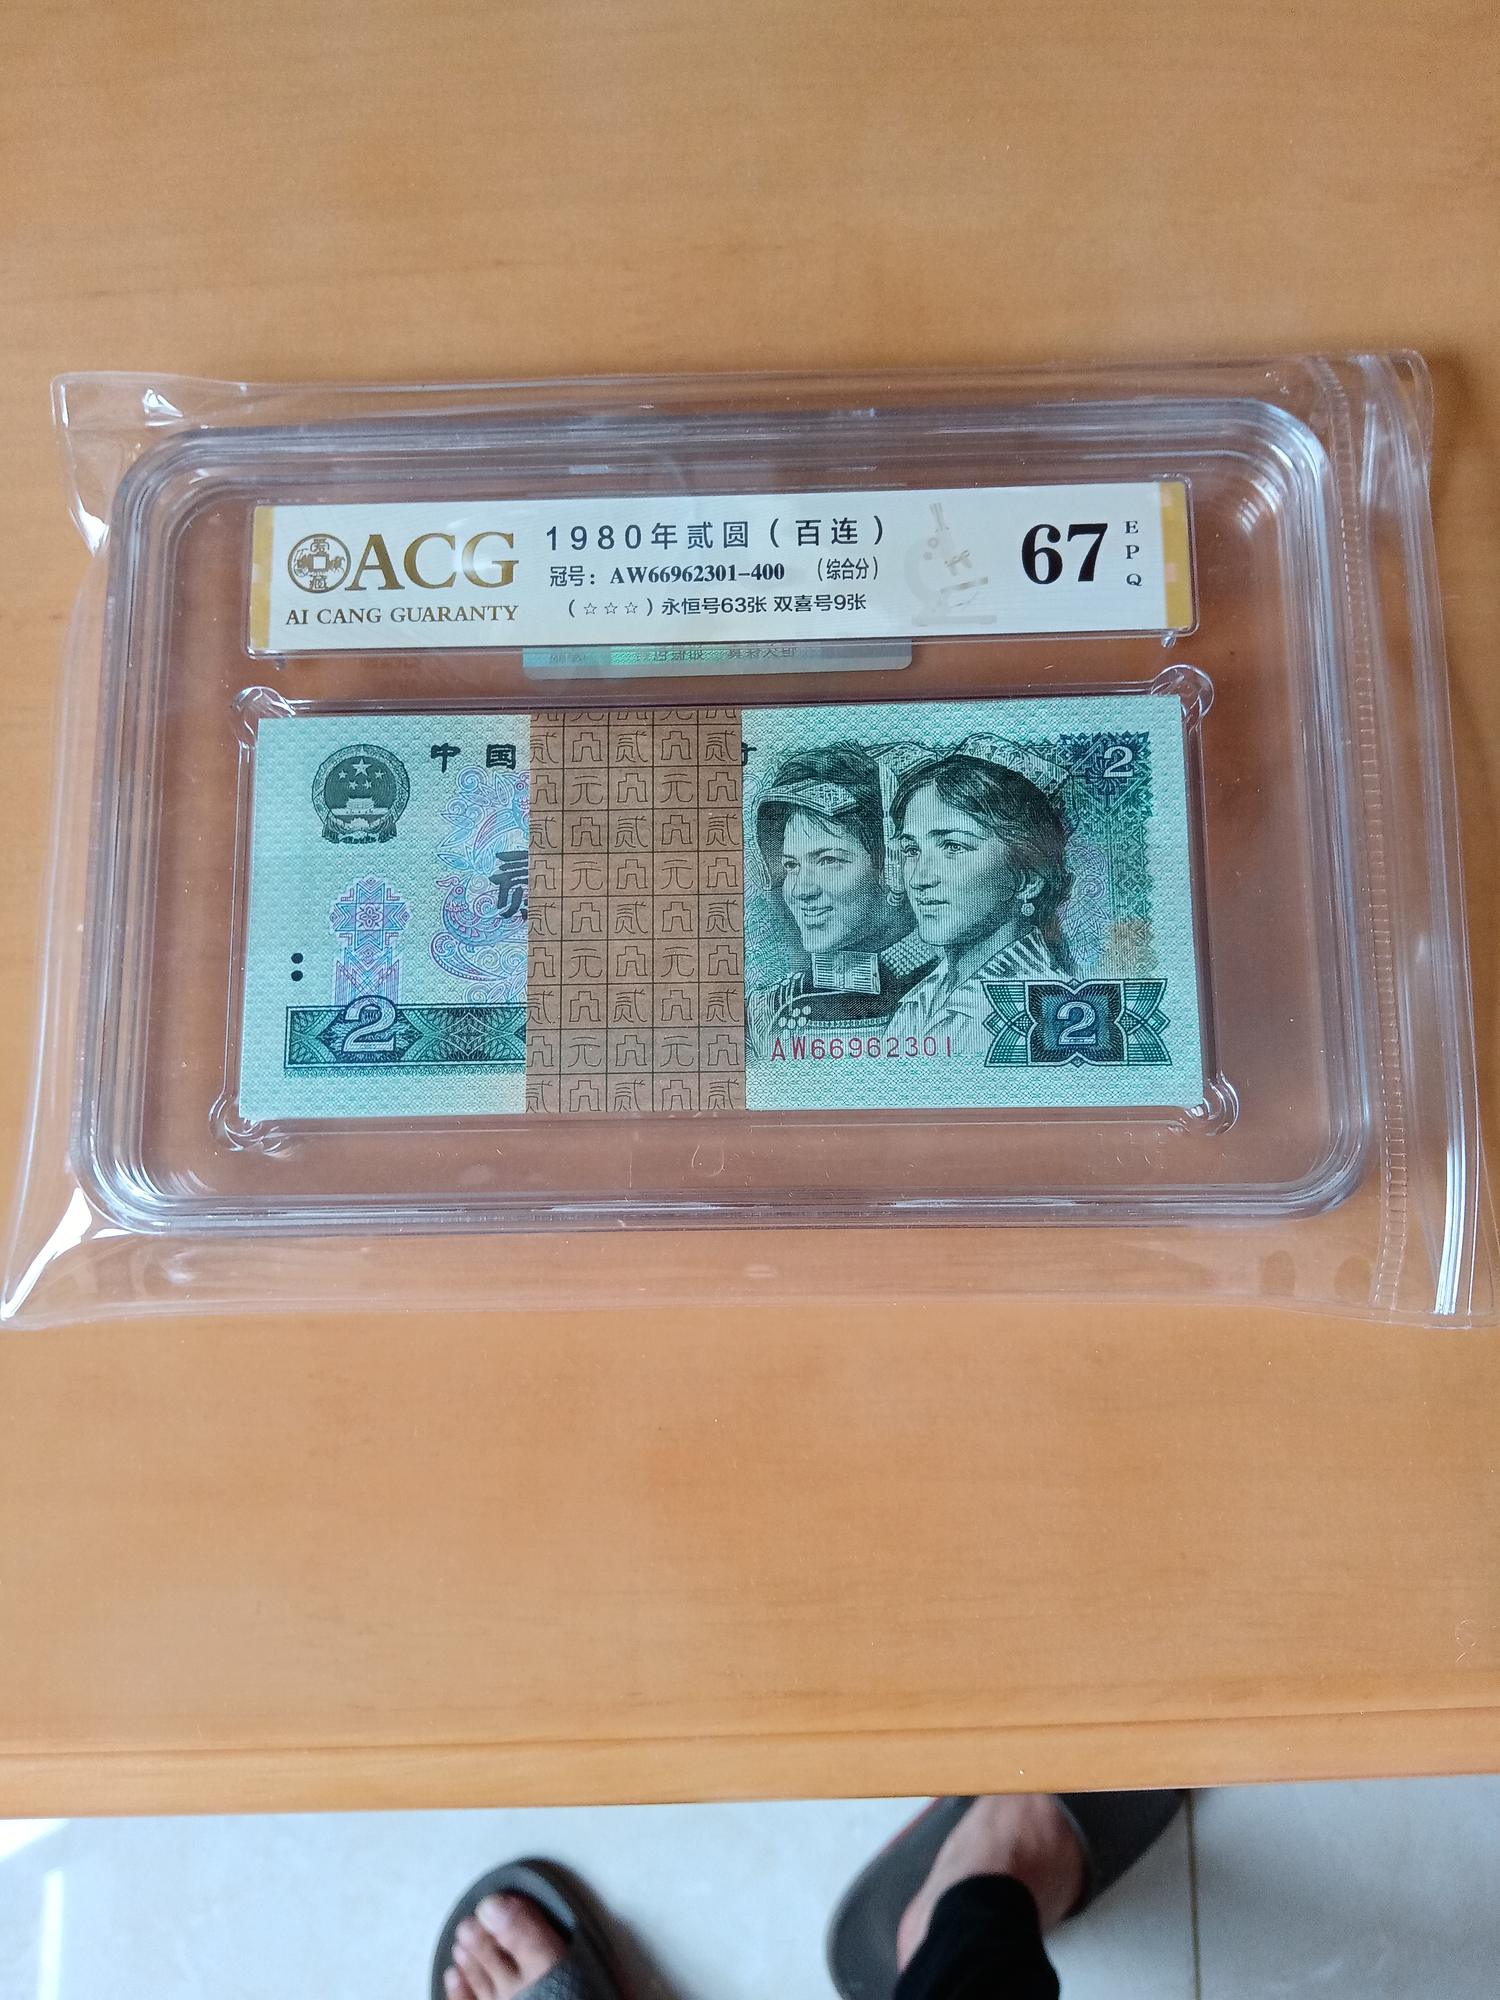 ACG
AI CANG GUARANTY
1980年贰圆（百连）
冠号：AW66962301-400 （综合分）
（☆☆☆）永恒号63张 双喜号9张
67
E
P
Q
中国
2
贰
2
AW66962301
2